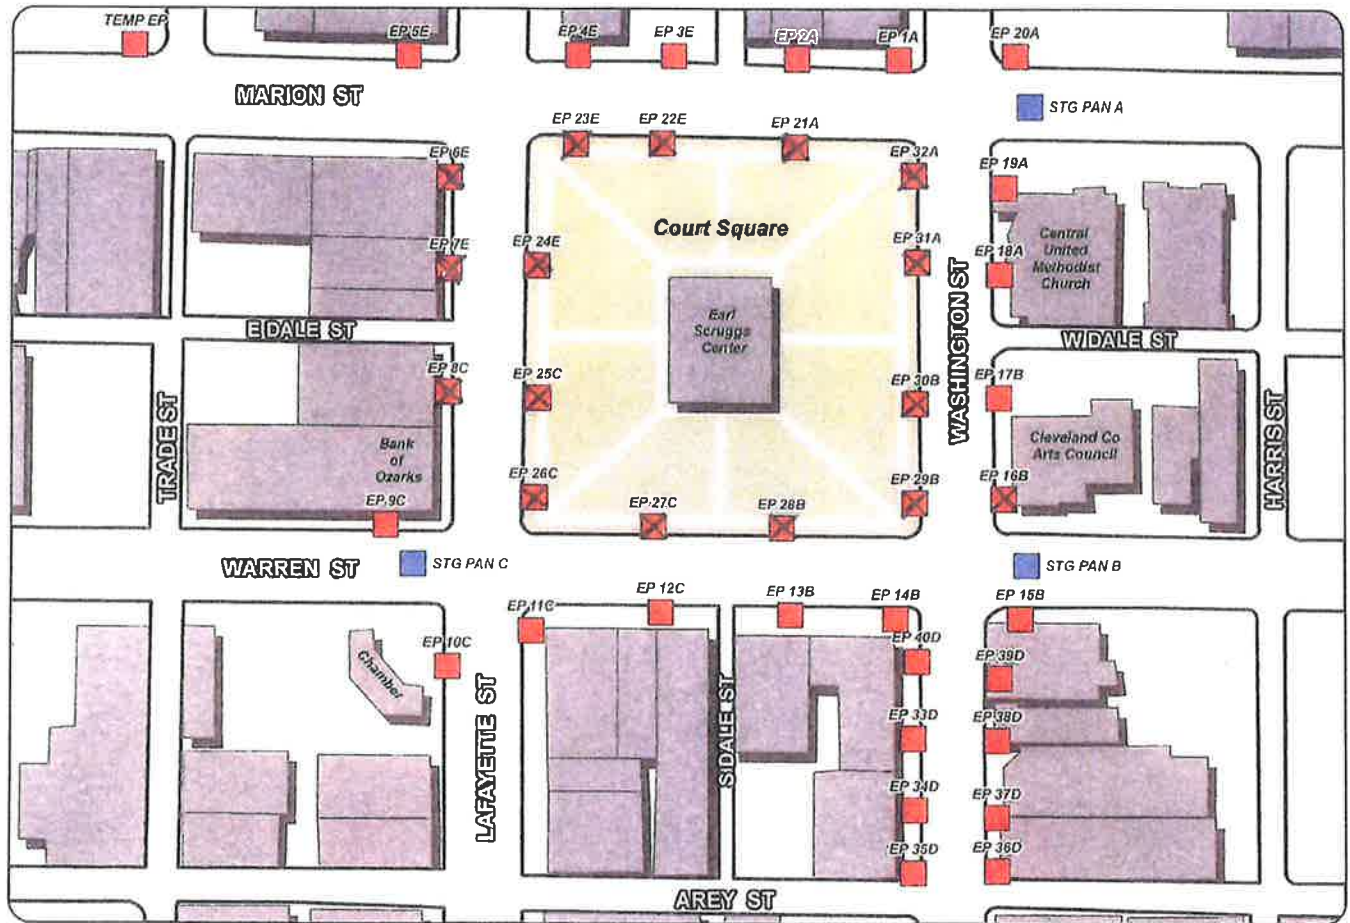 TEMP EP
EP 5E
EP 4E
EP 3E
EP 2A
EP 1A
EP 20A
MARION ST
STG PAN A
EP 23E
EP 22E
EP 21A
EP 6E
EP 32A
EP 19A
Court Square
EP 24E
EP 7E
EP 31A
EP 18A
Central
United
Methodist
Church
WASHINGTON ST
Earl
Scruggs
Center
E DALE ST
W DALE ST
EP 8C
EP 25C
EP 30B
EP 17B
TRADE ST
HARRIS ST
Bank
of
Ozarks
Cleveland Co
Arts Council
EP 9C
EP 26C
EP 27C
EP 28B
EP 29B
EP 16B
WARREN ST
STG PAN C
STG PAN B
EP 11C
EP 12C
EP 13B
EP 14B
EP 15B
EP 10C
EP 40D
EP 39D
Chamber
LAFAYETTE ST
S DALE ST
EP 33D
EP 38D
EP 34D
EP 37D
EP 35D
EP 36D
AREY ST